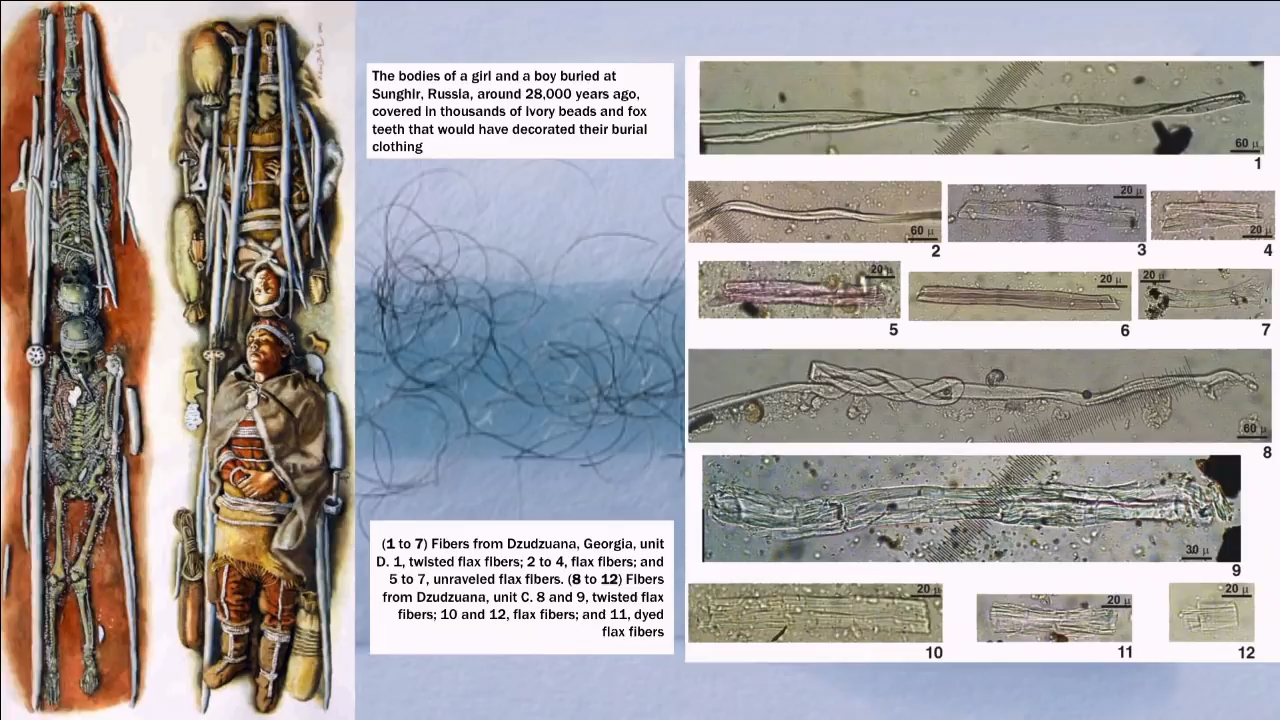 The bodies of a girl and a boy buried at
Sunghir, Russia, around 28,000 years ago,
covered in thousands of ivory beads and fox
teeth that would have decorated their burial
clothing
(1 to 7) Fibers from Dzudzuana, Georgia, unit
D. 1, twisted flax fibers; 2 to 4, flax fibers; and
5 to 7, unraveled flax fibers. (8 to 12) Fibers
from Dzudzuana, unit C. 8 and 9, twisted flax
fibers; 10 and 12, flax fibers; and 11, dyed
flax fibers
60 μ
1
60 μ
2
20 μ
3
20 μ
4
20 μ
5
20 μ
6
20 μ
7
60 μ
8
30 μ
9
20 μ
10
20 μ
11
20 μ
12